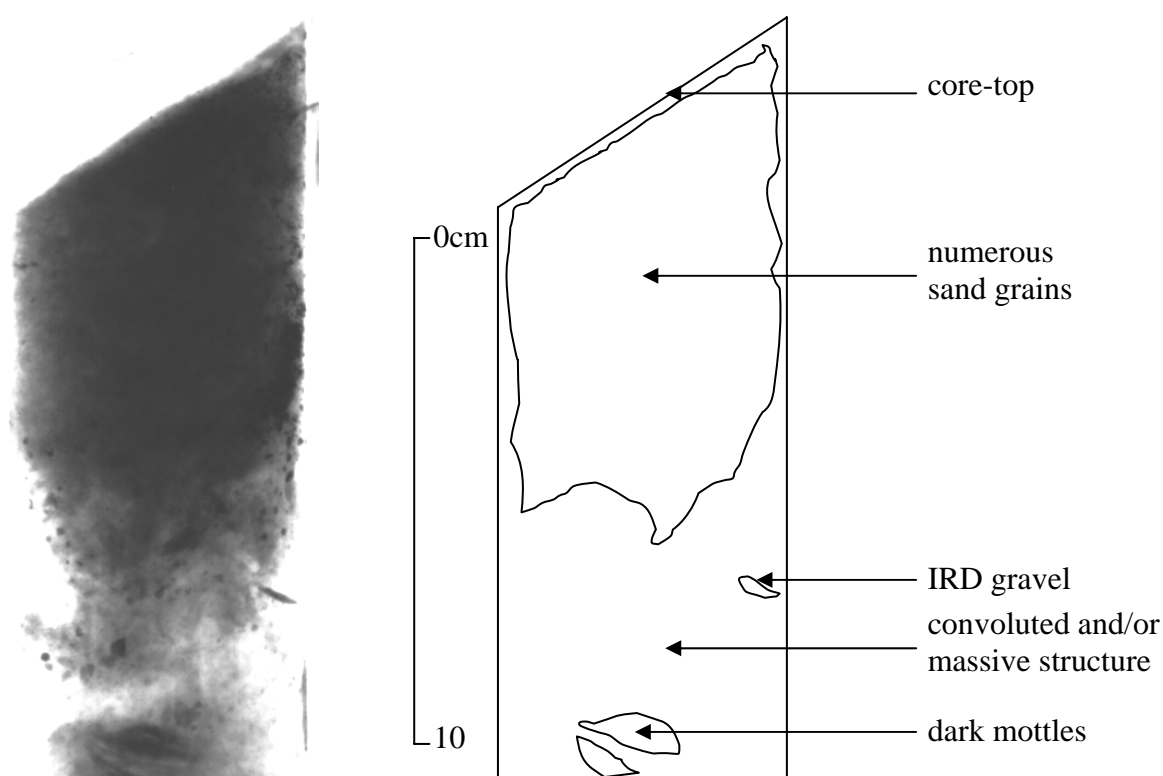 core-top
0cm
numerous
sand grains
IRD gravel
convoluted and/or
massive structure
dark mottles
10